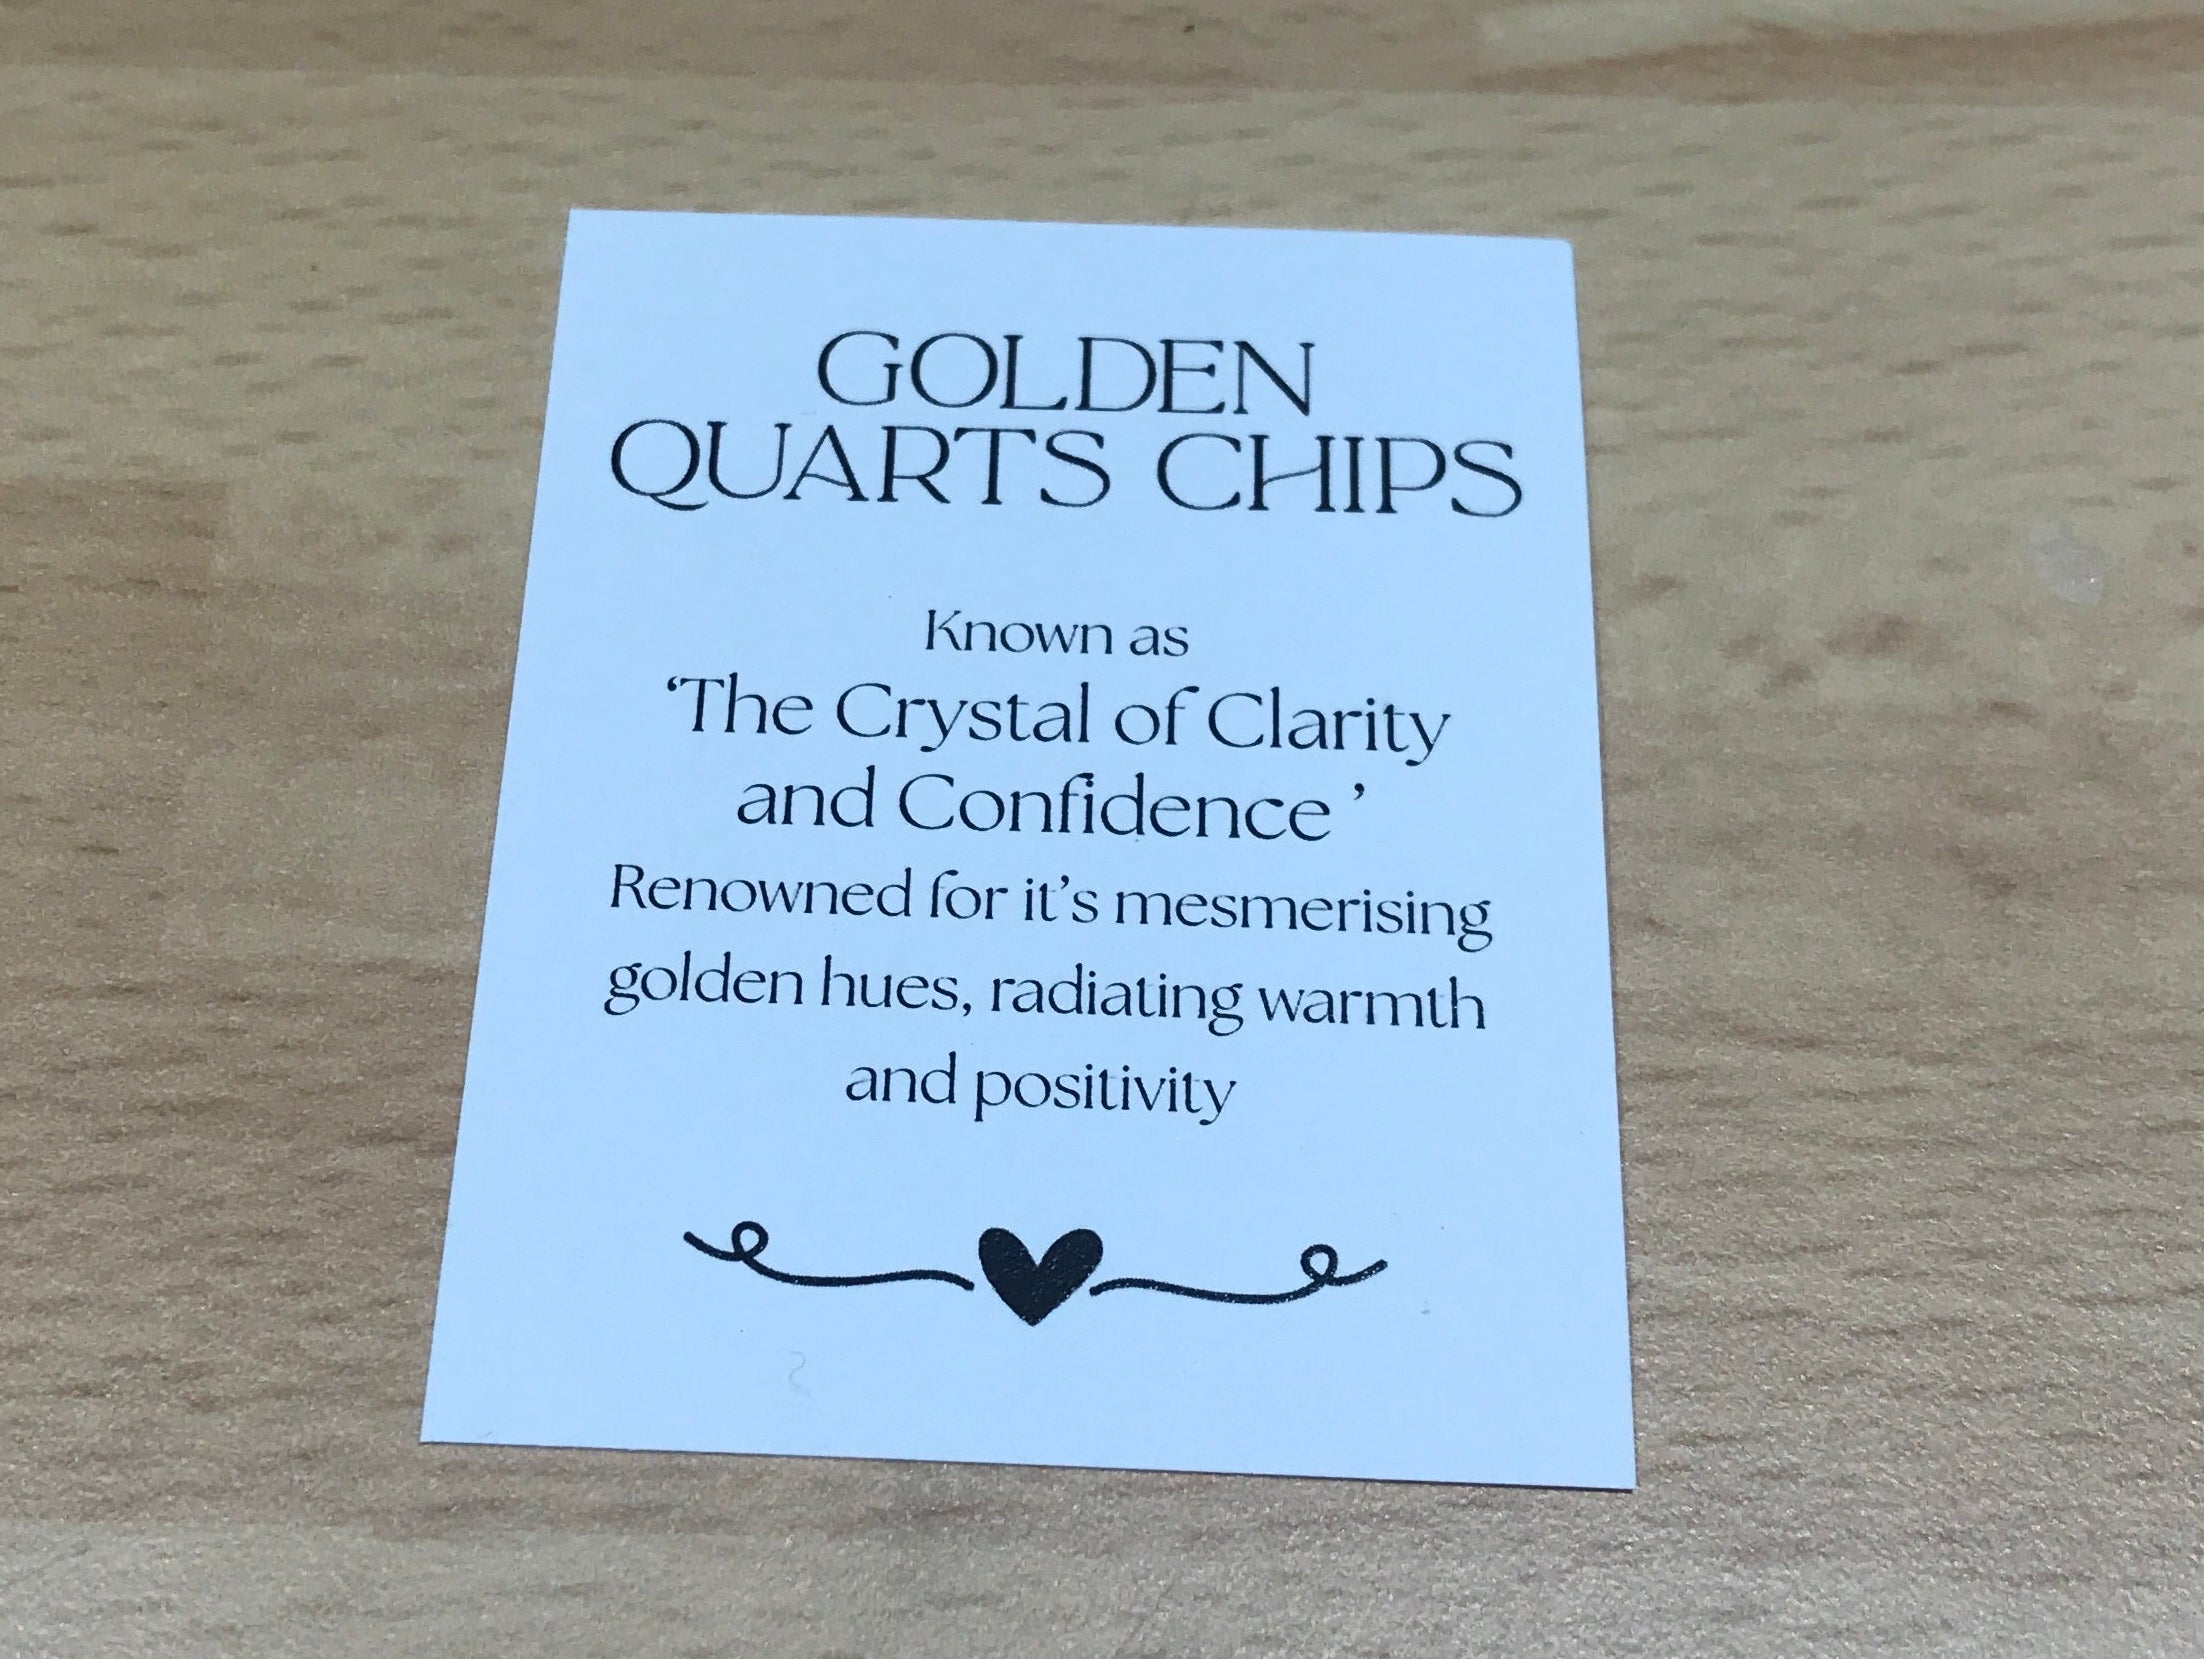 GOLDEN
QUARTS CHIPS
Known as
‘The Crystal of Clarity
and Confidence ’
Renowned for it’s mesmerising
golden hues, radiating warmth
and positivity